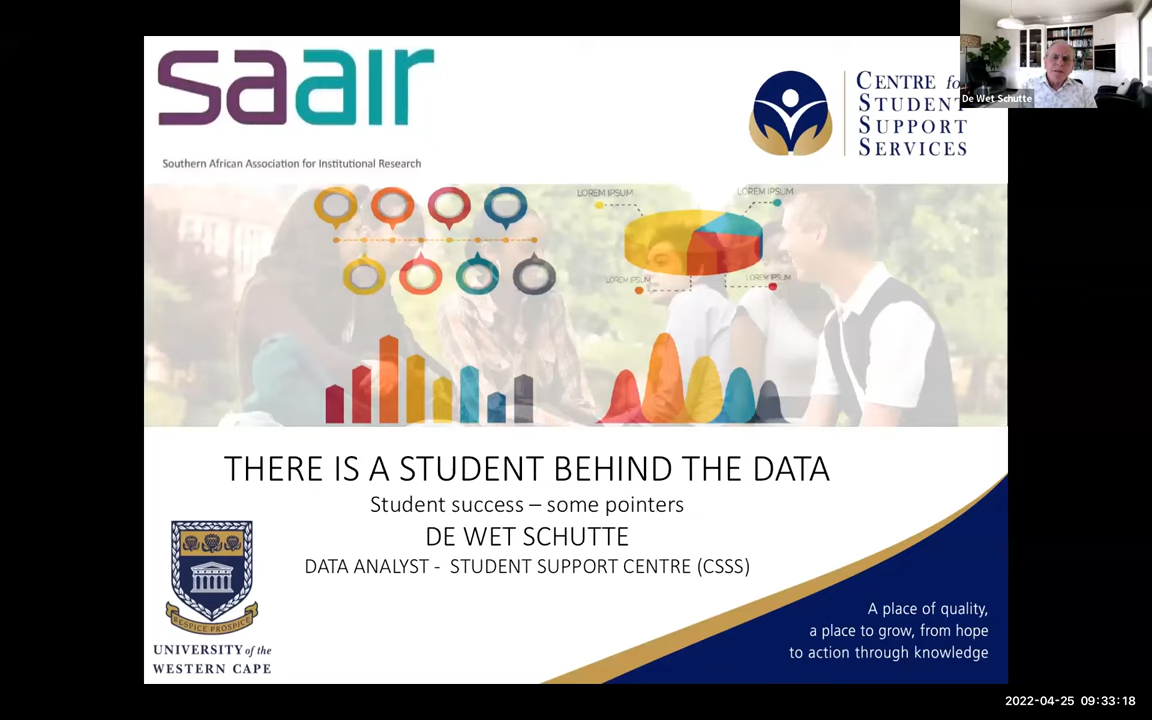 saair
Southern African Association for Institutional Research
CENTRE for
STUDENT
SUPPORT
SERVICES
De Wet Schutte
LOREM IPSUM
LOREM IPSUM
LOREM IPSUM
LOREM IPSUM
THERE IS A STUDENT BEHIND THE DATA
Student success – some pointers
DE WET SCHUTTE
DATA ANALYST - STUDENT SUPPORT CENTRE (CSSS)
RESPICE PROSPICE
UNIVERSITY of the
WESTERN CAPE
A place of quality,
a place to grow, from hope
to action through knowledge
2022-04-25 09:33:18